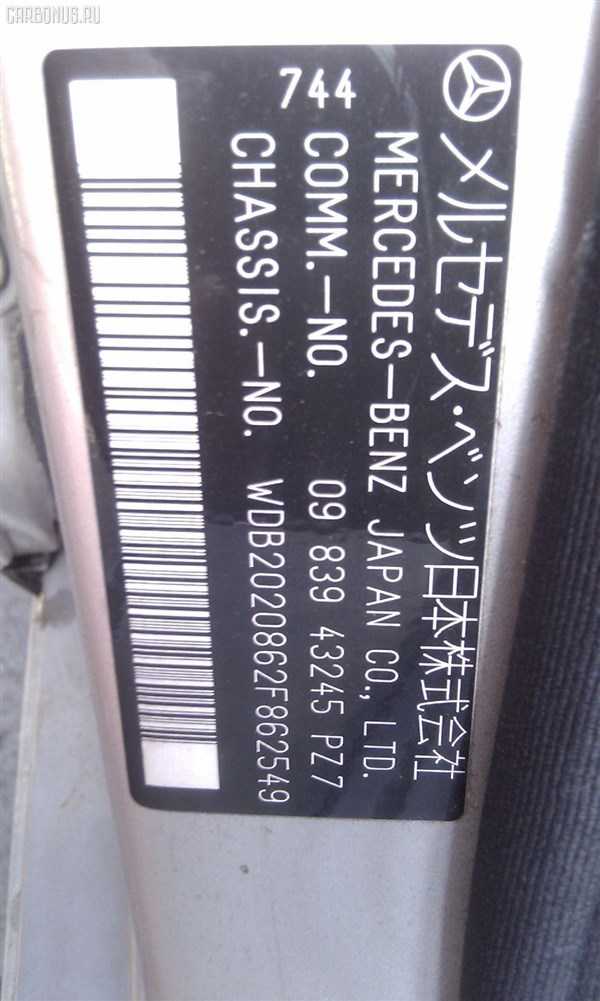 CARBONUS.RU
メルセデス・ベンツ日本株式会社
744
MERCEDES-BENZ JAPAN CO., LTD.
COMM.-NO. 09 839 43245 PZ7
CHASSIS.-NO. WDB2020862F862549